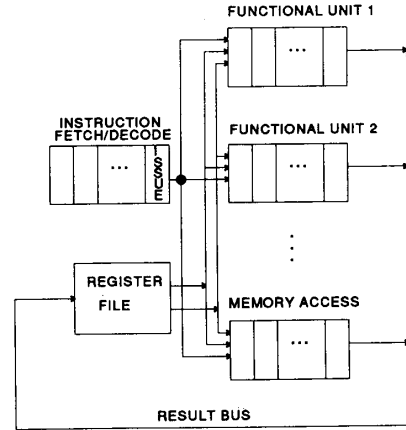 FUNCTIONAL UNIT 1
...
INSTRUCTION
FETCH/DECODE
FUNCTIONAL UNIT 2
...
ISSUE
...
REGISTER
FILE
MEMORY ACCESS
...
RESULT BUS